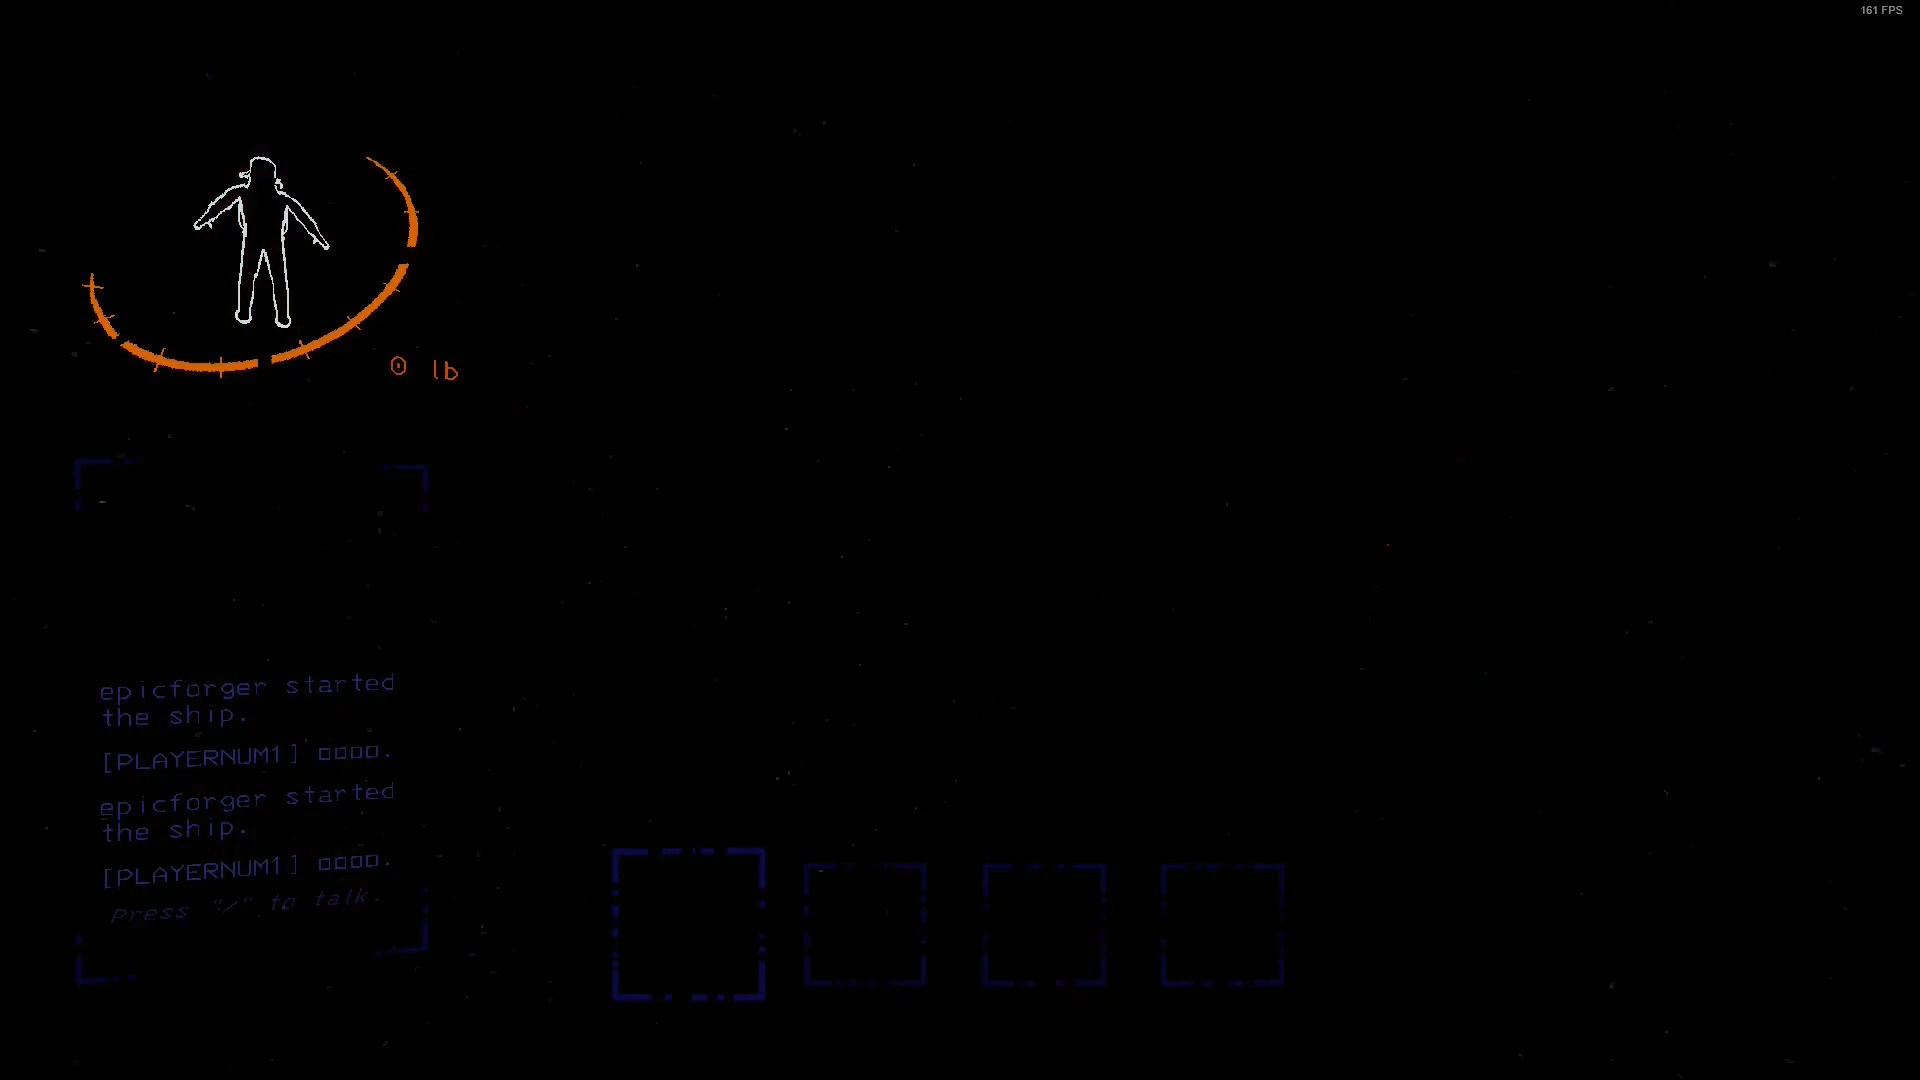 161 FPS
0 lb
epicforger started
the ship.
[PLAYERNUM1] □□□□.
epicforger started
the ship.
[PLAYERNUM1] □□□□.
Press "/" to talk.